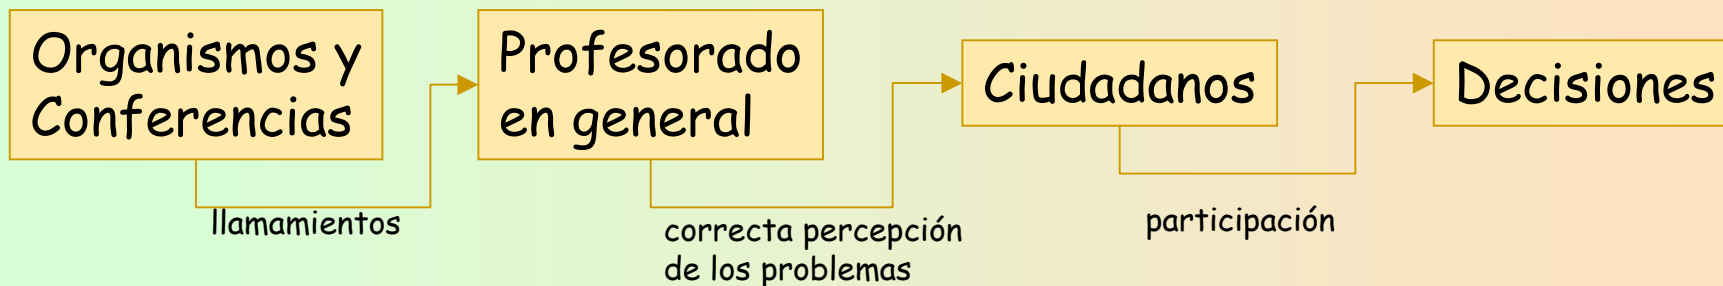 Organismos y
Conferencias
llamamientos
Profesorado
en general
correcta percepción
de los problemas
Ciudadanos
participación
Decisiones